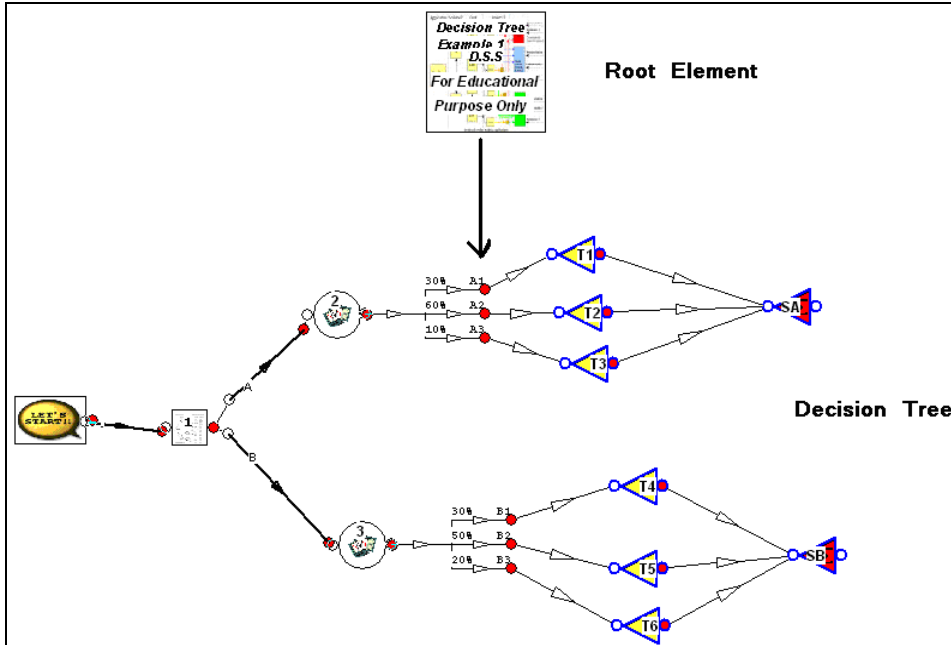 Decision Tree
Example 1
D.S.S
For Educational
Purpose Only
Root Element
T1
30% A1
2
60% A2
T2
SA
10% A3
T3
A
LET'S
START!!
1
Decision Tree
B
T4
30% B1
3
50% B2
SB
T5
20% B3
T6